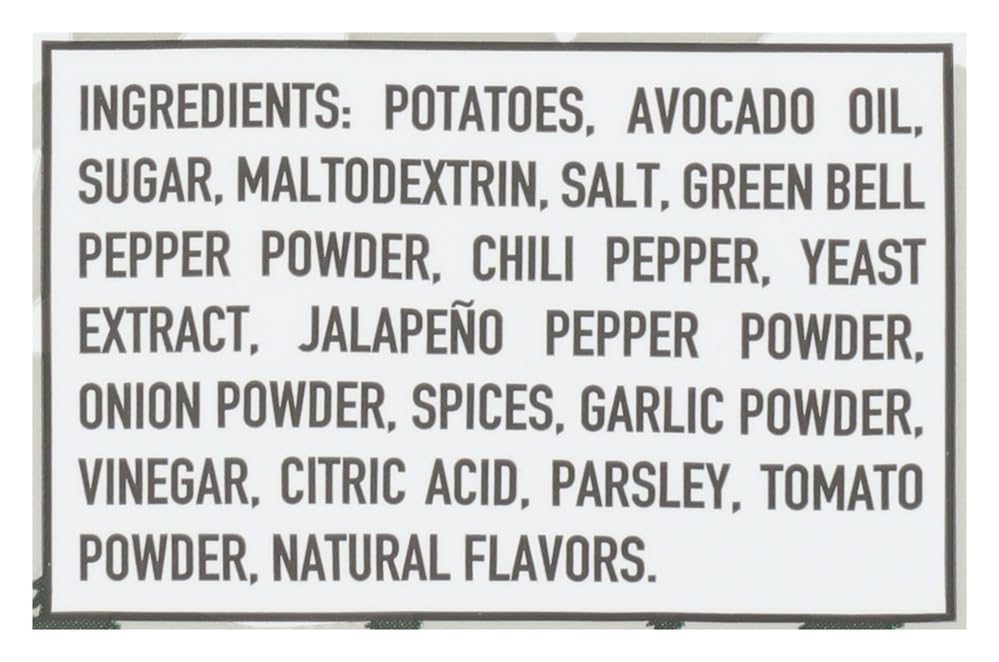 INGREDIENTS: POTATOES, AVOCADO OIL,
SUGAR, MALTODEXTRIN, SALT, GREEN BELL
PEPPER POWDER, CHILI PEPPER, YEAST
EXTRACT, JALAPEÑO PEPPER POWDER,
ONION POWDER, SPICES, GARLIC POWDER,
VINEGAR, CITRIC ACID, PARSLEY, TOMATO
POWDER, NATURAL FLAVORS.